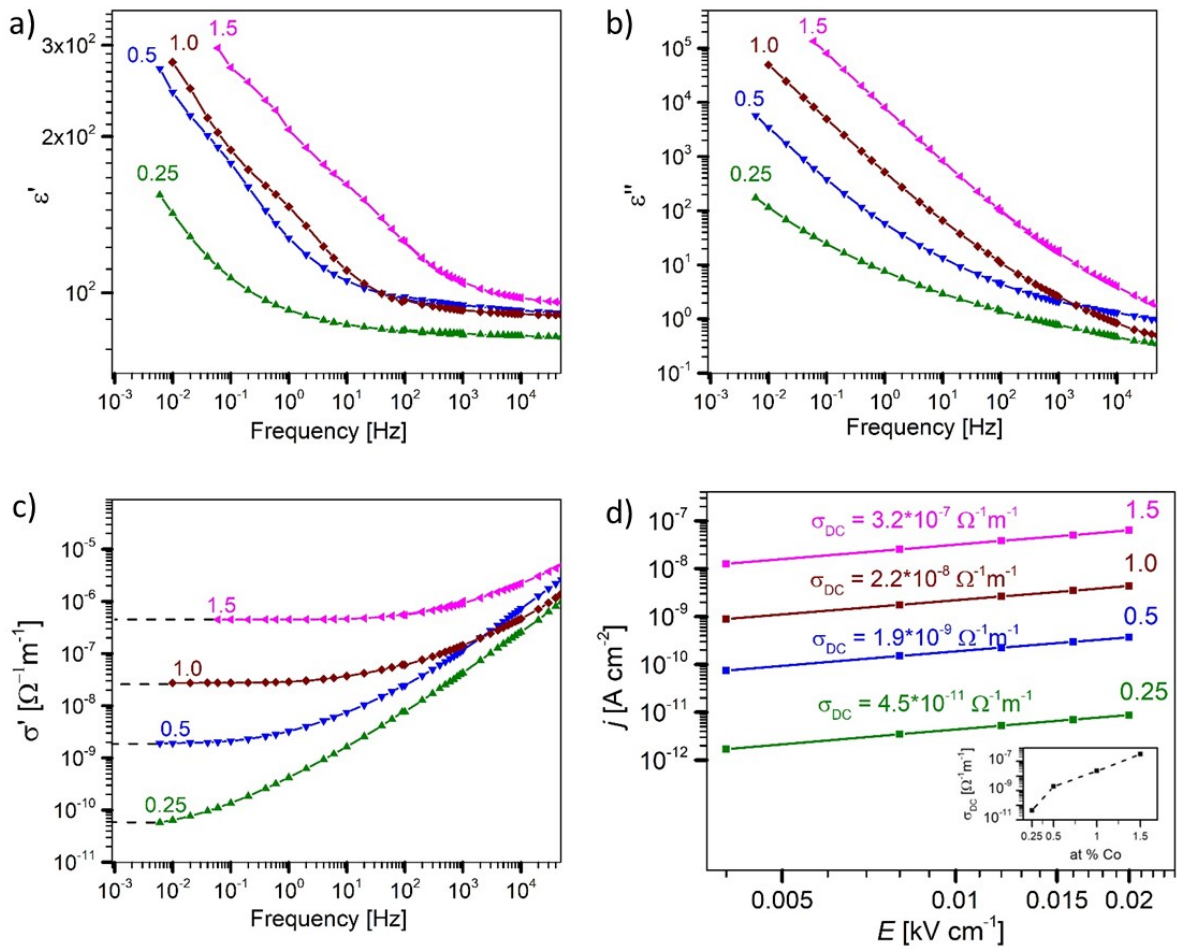 a)
3x10²
2x10²
10²
ε'
1.5
1.0
0.5
0.25
10⁻³ 10⁻² 10⁻¹ 10⁰ 10¹ 10² 10³ 10⁴
Frequency [Hz]
b)
10⁵
10⁴
10³
10²
10¹
10⁰
10⁻¹
ε''
1.5
1.0
0.5
0.25
10⁻³ 10⁻² 10⁻¹ 10⁰ 10¹ 10² 10³ 10⁴
Frequency [Hz]
c)
10⁻⁵
10⁻⁶
10⁻⁷
10⁻⁸
10⁻⁹
10⁻¹⁰
10⁻¹¹
σ' [Ω⁻¹m⁻¹]
1.5
1.0
0.5
0.25
10⁻³ 10⁻² 10⁻¹ 10⁰ 10¹ 10² 10³ 10⁴
Frequency [Hz]
d)
10⁻⁷
10⁻⁸
10⁻⁹
10⁻¹⁰
10⁻¹¹
10⁻¹²
j [A cm⁻²]
σDC = 3.2*10⁻⁷ Ω⁻¹m⁻¹
1.5
σDC = 2.2*10⁻⁸ Ω⁻¹m⁻¹
1.0
σDC = 1.9*10⁻⁹ Ω⁻¹m⁻¹
0.5
σDC = 4.5*10⁻¹¹ Ω⁻¹m⁻¹
0.25
σDC [Ω⁻¹m⁻¹]
10⁻⁷
10⁻⁹
10⁻¹¹
0.25 0.5 1 1.5
at % Co
0.005 0.01 0.015 0.02
E [kV cm⁻¹]